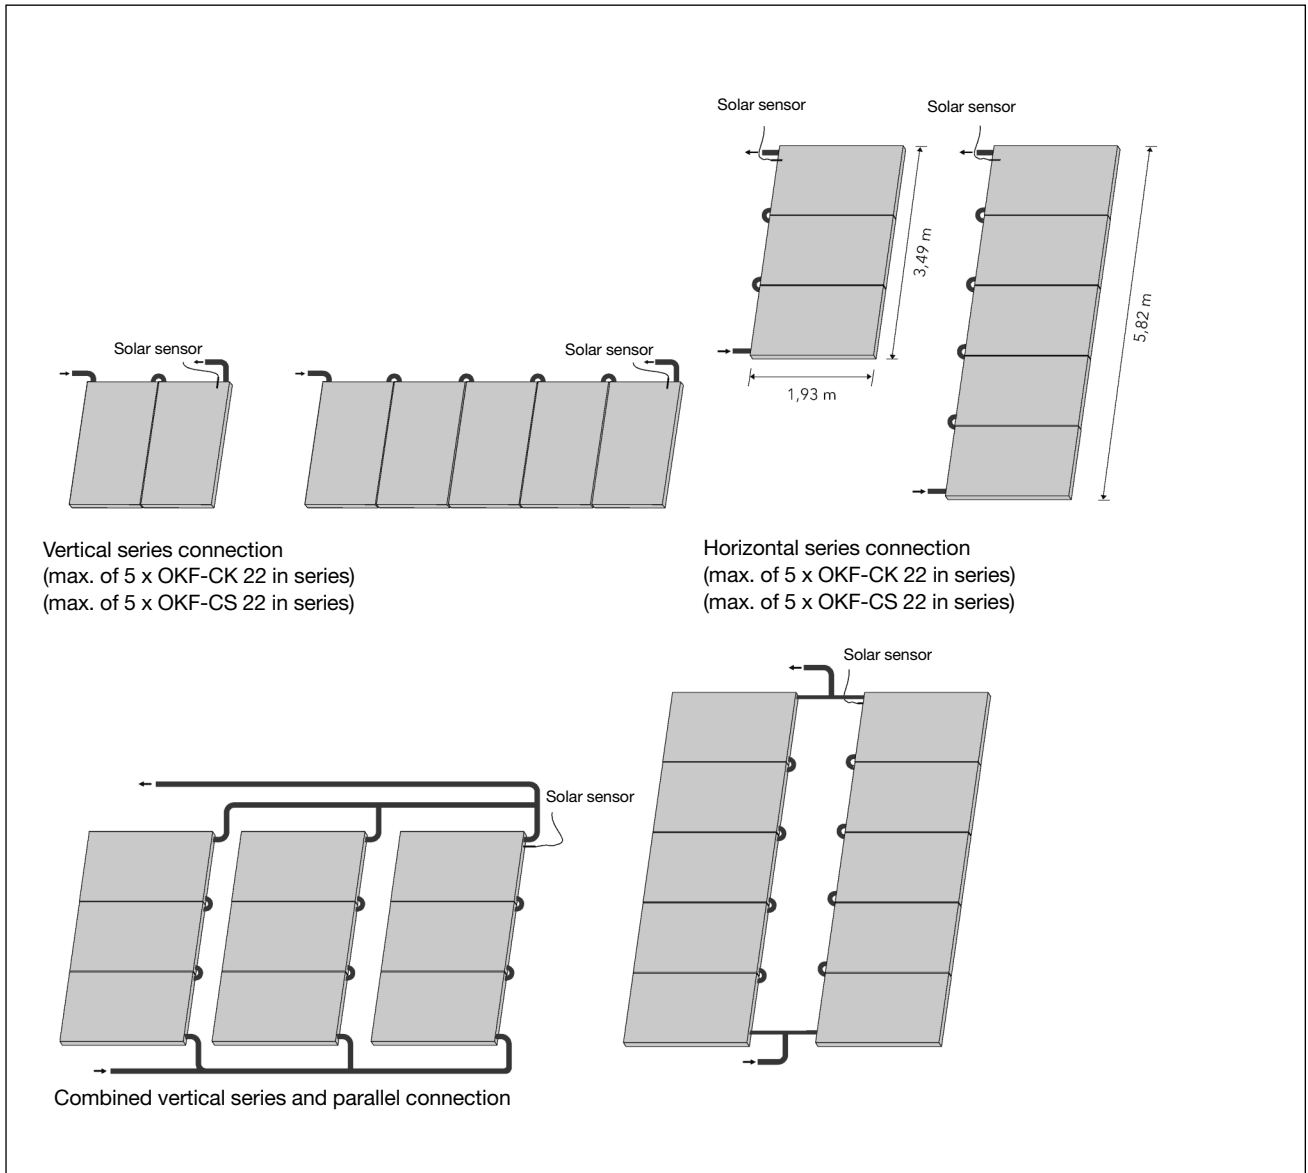 Solar sensor
Solar sensor
3,49 m
5,82 m
1,93 m
Solar sensor
Solar sensor
Vertical series connection
(max. of 5 x OKF-CK 22 in series)
(max. of 5 x OKF-CS 22 in series)
Horizontal series connection
(max. of 5 x OKF-CK 22 in series)
(max. of 5 x OKF-CS 22 in series)
Solar sensor
Solar sensor
Combined vertical series and parallel connection